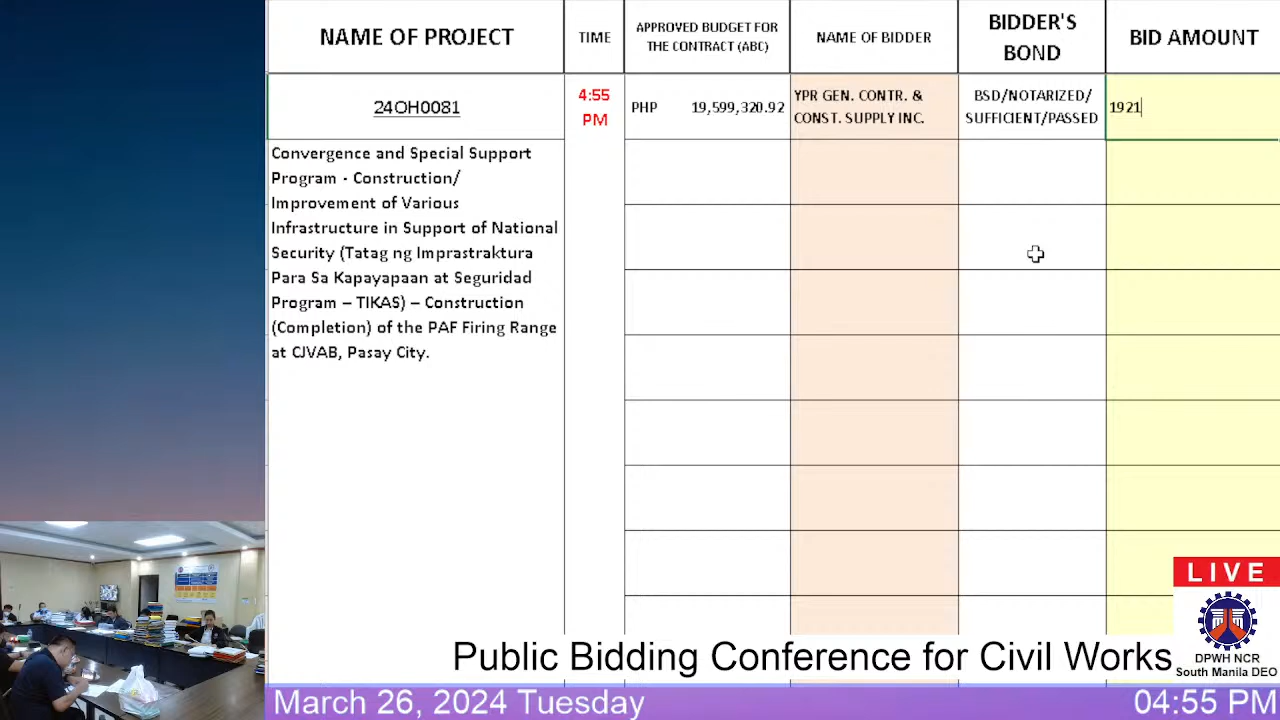 NAME OF PROJECT
TIME
APPROVED BUDGET FOR
THE CONTRACT (ABC)
NAME OF BIDDER
BIDDER'S
BOND
BID AMOUNT
24OH0081
4:55
PM
PHP 19,599,320.92
YPR GEN. CONTR. &
CONST. SUPPLY INC.
BSD/NOTARIZED/
SUFFICIENT/PASSED
1921
Convergence and Special Support
Program - Construction/
Improvement of Various
Infrastructure in Support of National
Security (Tatag ng Imprastraktura
Para Sa Kapayapaan at Seguridad
Program – TIKAS) – Construction
(Completion) of the PAF Firing Range
at CJVAB, Pasay City.
LIVE
DPWH NCR
South Manila DEO
Public Bidding Conference for Civil Works
March 26, 2024 Tuesday
04:55 PM